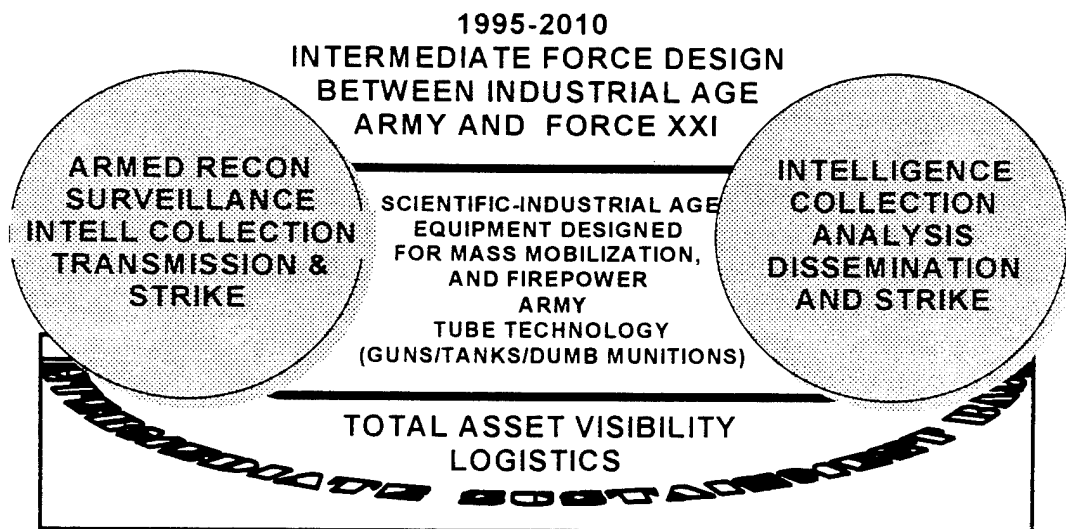 1995-2010
INTERMEDIATE FORCE DESIGN
BETWEEN INDUSTRIAL AGE
ARMY AND FORCE XXI
ARMED RECON
SURVEILLANCE
INTELL COLLECTION
TRANSMISSION &
STRIKE
SCIENTIFIC-INDUSTRIAL AGE
EQUIPMENT DESIGNED
FOR MASS MOBILIZATION,
AND FIREPOWER
ARMY
TUBE TECHNOLOGY
(GUNS/TANKS/DUMB MUNITIONS)
INTELLIGENCE
COLLECTION
ANALYSIS
DISSEMINATION
AND STRIKE
TOTAL ASSET VISIBILITY
LOGISTICS
SUSTAINMENT